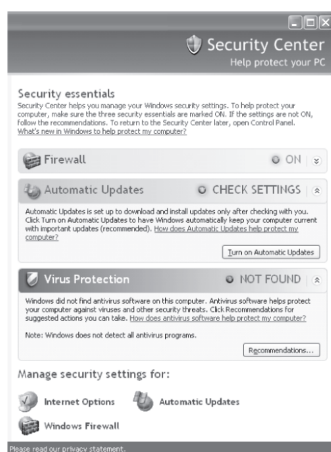 Security Center
Help protect your PC
Security essentials
Security Center helps you manage your Windows security settings. To help protect your
computer, make sure the three security essentials are marked ON. If the settings are not ON,
follow the recommendations. To return to the Security Center later, open Control Panel.
What's new in Windows to help protect my computer?
Firewall ON
Automatic Updates CHECK SETTINGS
Automatic Updates is set up to download and install updates only after checking with you.
Click Turn on Automatic Updates to have Windows automatically keep your computer current
with important updates (recommended). How does Automatic Updates help protect my
computer?
Turn on Automatic Updates
Virus Protection NOT FOUND
Windows did not find antivirus software on this computer. Antivirus software helps protect
your computer against viruses and other security threats. Click Recommendations for
suggested actions you can take. How does antivirus software help protect my computer?
Note: Windows does not detect all antivirus programs.
Recommendations...
Manage security settings for:
Internet Options Automatic Updates
Windows Firewall
Please read our privacy statement.